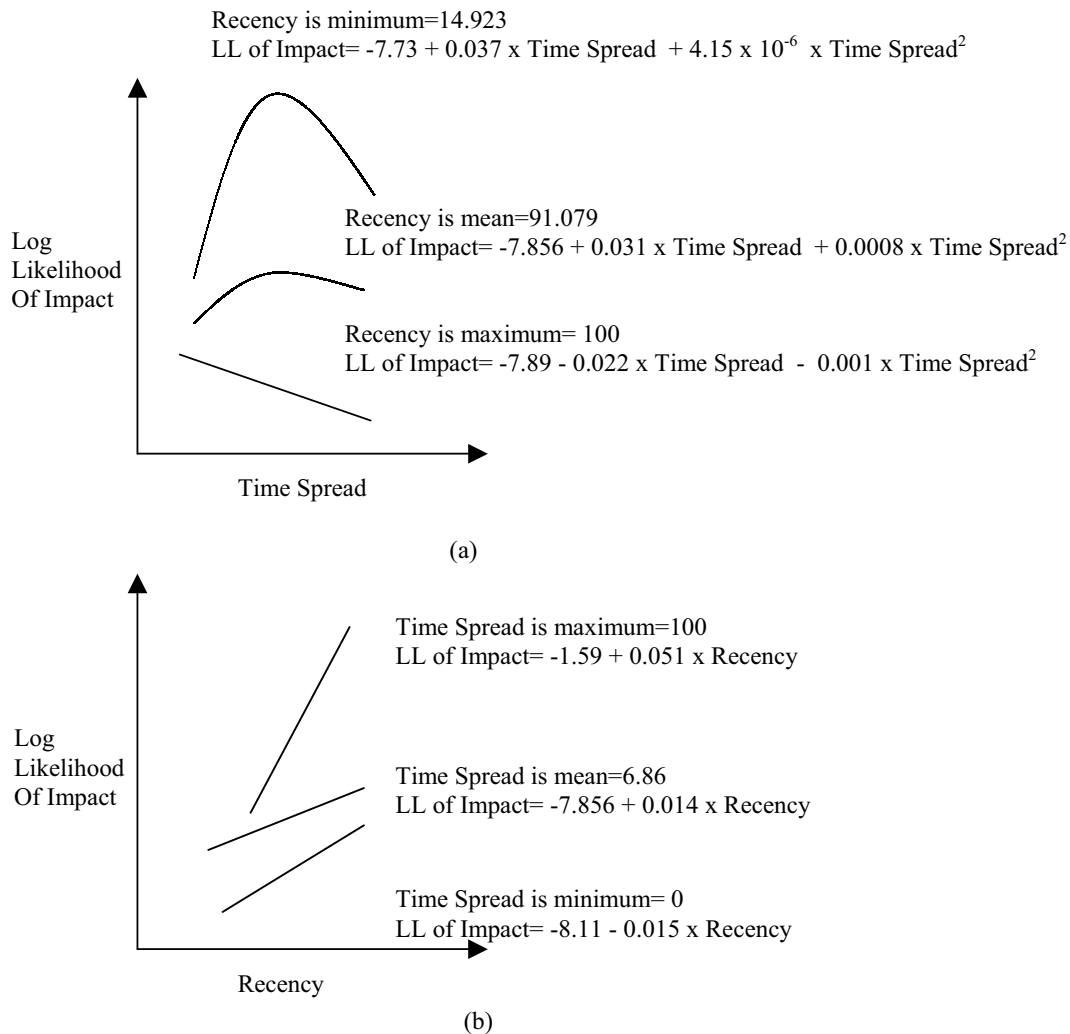 Recency is minimum=14.923
LL of Impact= -7.73 + 0.037 x Time Spread + 4.15 x 10-6 x Time Spread2
Log
Likelihood
Of Impact
Recency is mean=91.079
LL of Impact= -7.856 + 0.031 x Time Spread + 0.0008 x Time Spread2
Recency is maximum= 100
LL of Impact= -7.89 - 0.022 x Time Spread - 0.001 x Time Spread2
Time Spread
(a)
Time Spread is maximum=100
LL of Impact= -1.59 + 0.051 x Recency
Log
Likelihood
Of Impact
Time Spread is mean=6.86
LL of Impact= -7.856 + 0.014 x Recency
Time Spread is minimum= 0
LL of Impact= -8.11 - 0.015 x Recency
Recency
(b)